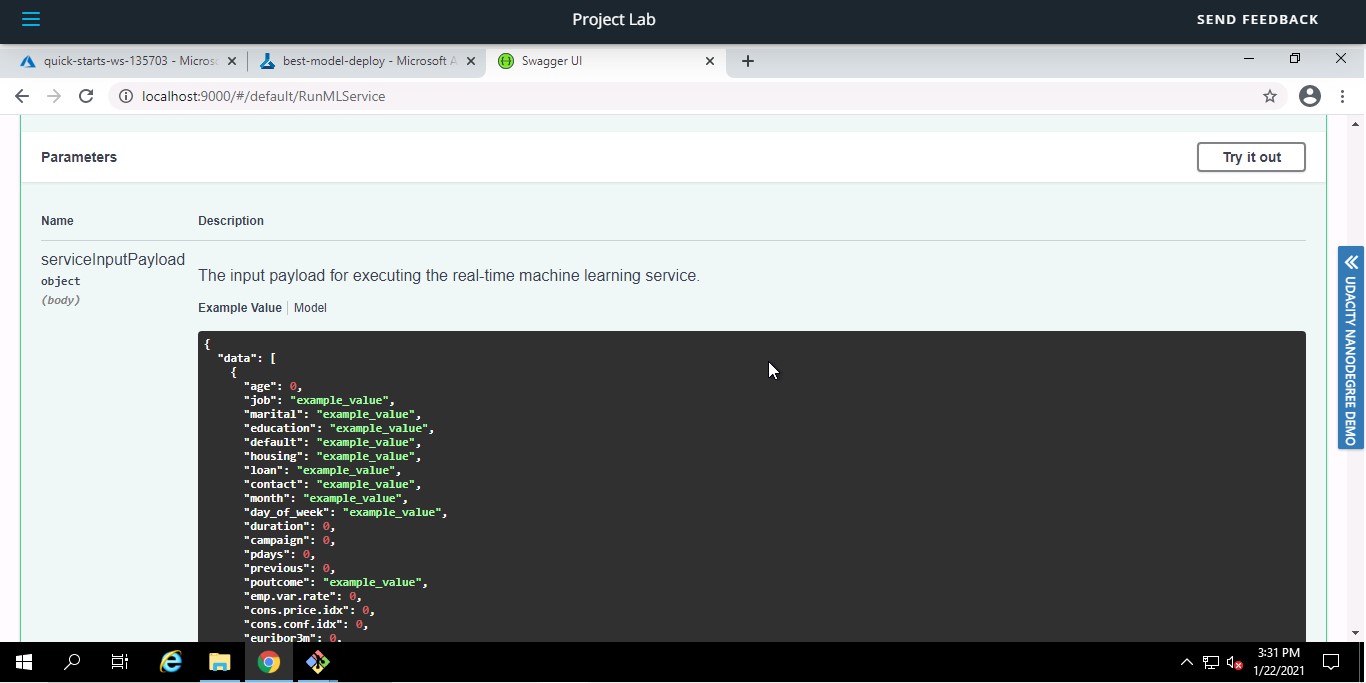 Project Lab
SEND FEEDBACK
quick-starts-ws-135703 - Micros
best-model-deploy - Microsoft A
Swagger UI
localhost:9000/#/default/RunMLService
Parameters
Try it out
Name
Description
serviceInputPayload
object
(body)
The input payload for executing the real-time machine learning service.
Example Value
Model
{
"data": [
{
"age": 0,
"job": "example_value",
"marital": "example_value",
"education": "example_value",
"default": "example_value",
"housing": "example_value",
"loan": "example_value",
"contact": "example_value",
"month": "example_value",
"day_of_week": "example_value",
"duration": 0,
"campaign": 0,
"pdays": 0,
"previous": 0,
"poutcome": "example_value",
"emp.var.rate": 0,
"cons.price.idx": 0,
"cons.conf.idx": 0,
"euribor3m": 0,
UDACITY NANODEGREE DEMO
3:31 PM
1/22/2021